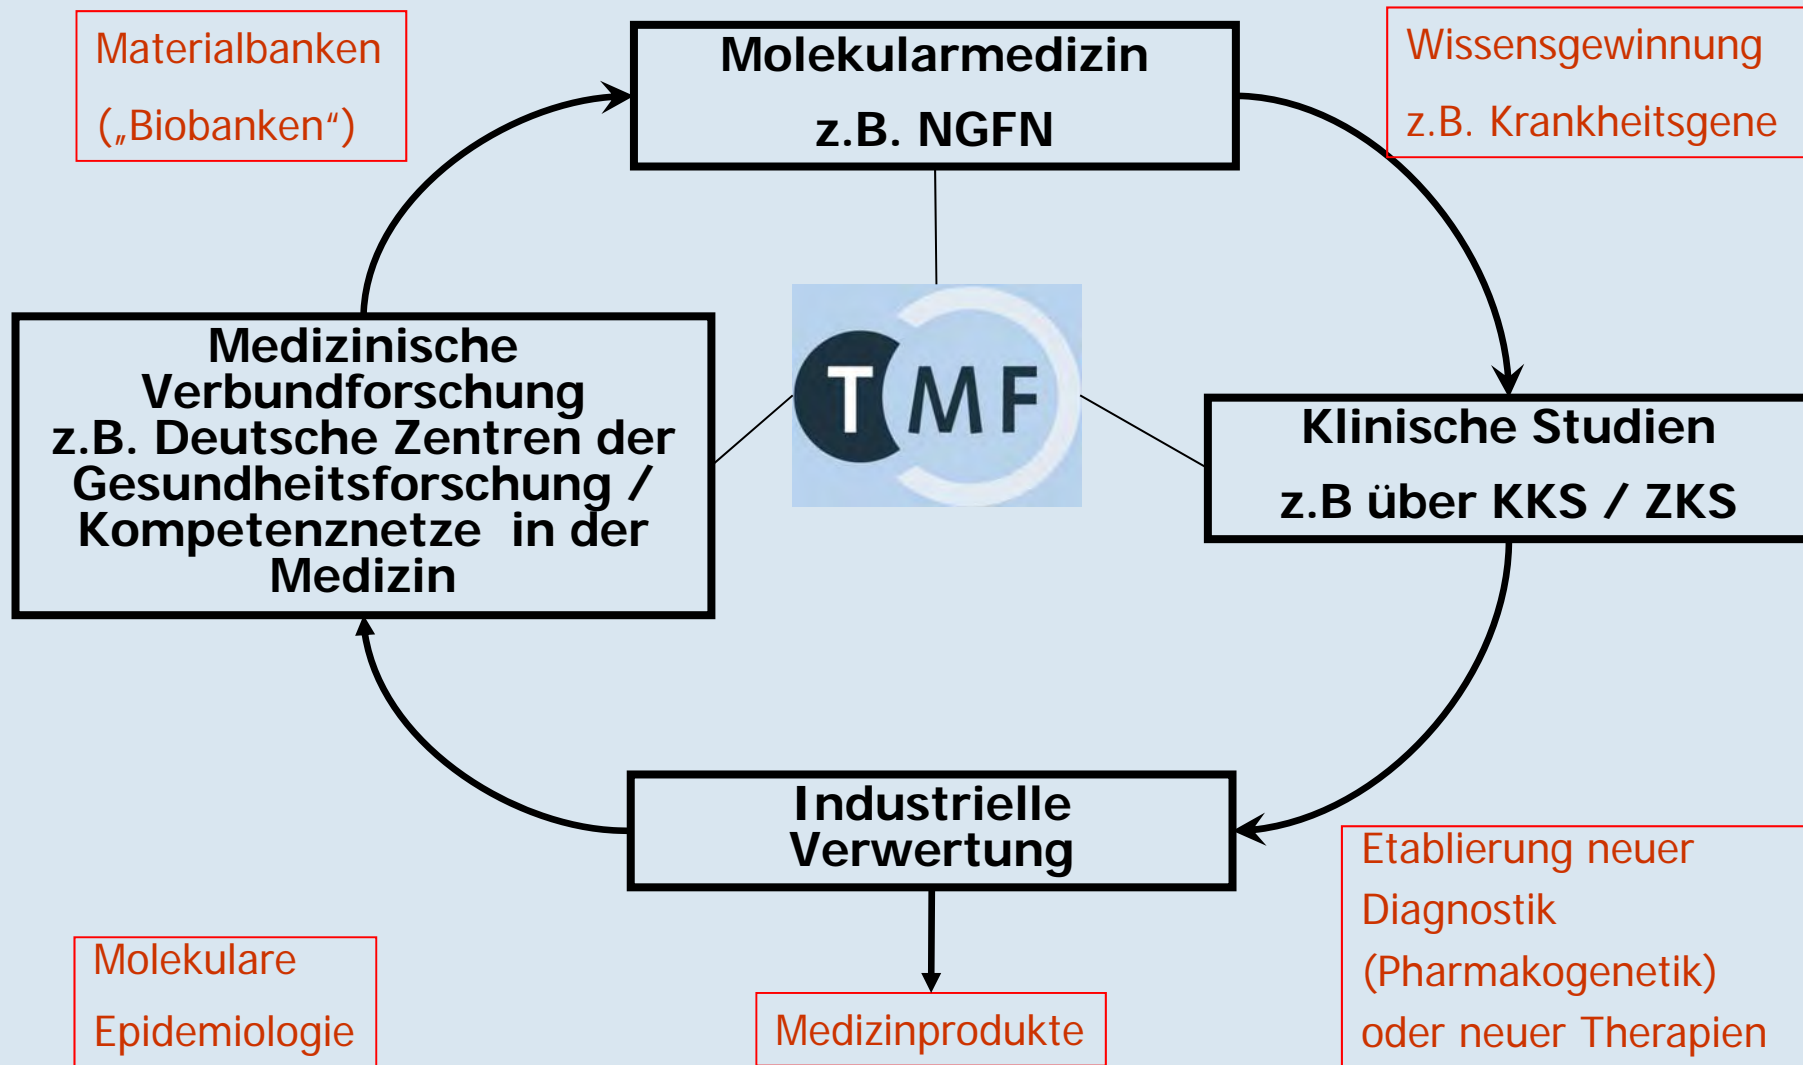 Materialbanken
(„Biobanken“)
Molekularmedizin
z.B. NGFN
Wissensgewinnung
z.B. Krankheitsgene
Medizinische
Verbundforschung
z.B. Deutsche Zentren der
Gesundheitsforschung /
Kompetenznetze in der
Medizin
TMF
Klinische Studien
z.B über KKS / ZKS
Industrielle
Verwertung
Molekulare
Epidemiologie
Medizinprodukte
Etablierung neuer
Diagnostik
(Pharmakogenetik)
oder neuer Therapien